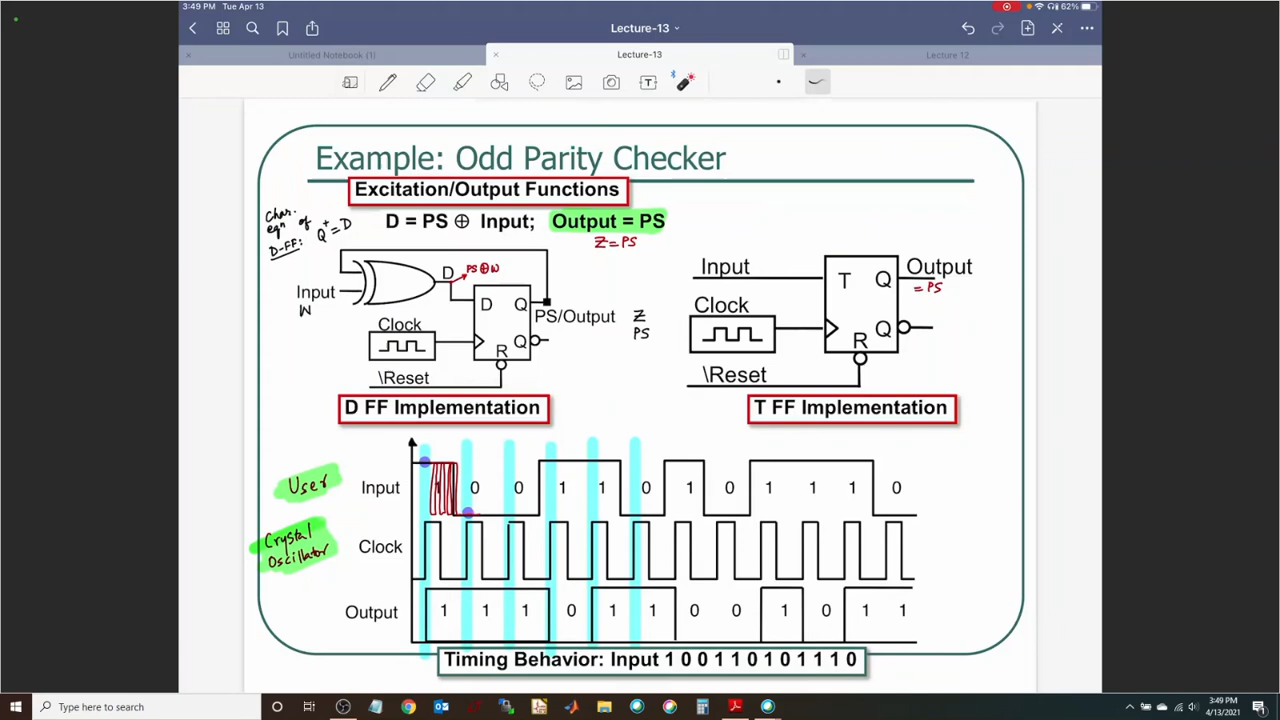 3:49 PM Tue Apr 13
62%
Lecture-13
Untitled Notebook (1)
Lecture-13
Lecture 12
Example: Odd Parity Checker
Excitation/Output Functions
Char. eqn of D-FF: Q+ = D
D = PS ⊕ Input; Output = PS
Z = PS
D PS⊕W
Input
W
D Q
Clock
PS/Output
Z
PS
R Q
\Reset
Input T Q Output
= PS
Clock
Q
R
\Reset
D FF Implementation
T FF Implementation
User
Input 1 0 0 1 1 0 1 0 1 1 1 0
Crystal
Oscillator
Clock
Output 1 1 1 0 1 1 0 0 1 0 1 1
Timing Behavior: Input 1 0 0 1 1 0 1 0 1 1 1 0
Type here to search
3:49 PM
4/13/2021